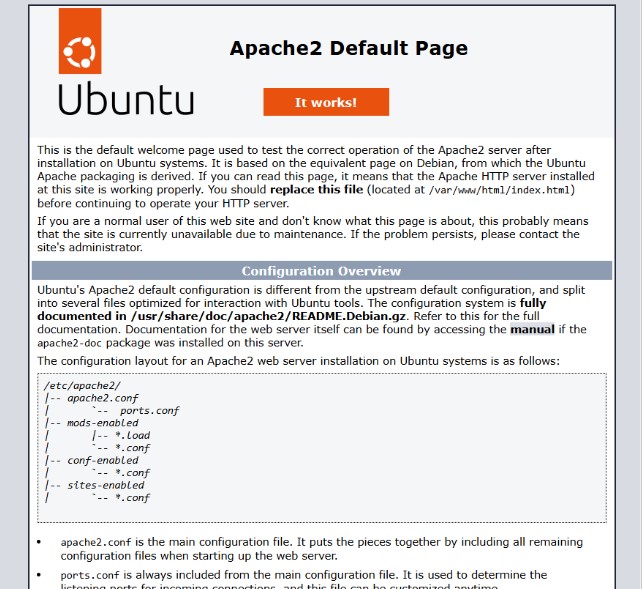 Apache2 Default Page
Ubuntu
It works!
This is the default welcome page used to test the correct operation of the Apache2 server after
installation on Ubuntu systems. It is based on the equivalent page on Debian, from which the Ubuntu
Apache packaging is derived. If you can read this page, it means that the Apache HTTP server installed
at this site is working properly. You should replace this file (located at /var/www/html/index.html)
before continuing to operate your HTTP server.
If you are a normal user of this web site and don't know what this page is about, this probably means
that the site is currently unavailable due to maintenance. If the problem persists, please contact the
site's administrator.
Configuration Overview
Ubuntu's Apache2 default configuration is different from the upstream default configuration, and split
into several files optimized for interaction with Ubuntu tools. The configuration system is fully
documented in /usr/share/doc/apache2/README.Debian.gz. Refer to this for the full
documentation. Documentation for the web server itself can be found by accessing the manual if the
apache2-doc package was installed on this server.
The configuration layout for an Apache2 web server installation on Ubuntu systems is as follows:
/etc/apache2/
|-- apache2.conf
|       `--  ports.conf
|-- mods-enabled
|       |-- *.load
|       `-- *.conf
|-- conf-enabled
|       `-- *.conf
|-- sites-enabled
|       `-- *.conf
• apache2.conf is the main configuration file. It puts the pieces together by including all remaining
configuration files when starting up the web server.
• ports.conf is always included from the main configuration file. It is used to determine the
listening ports for incoming connections, and this file can be customized anytime.